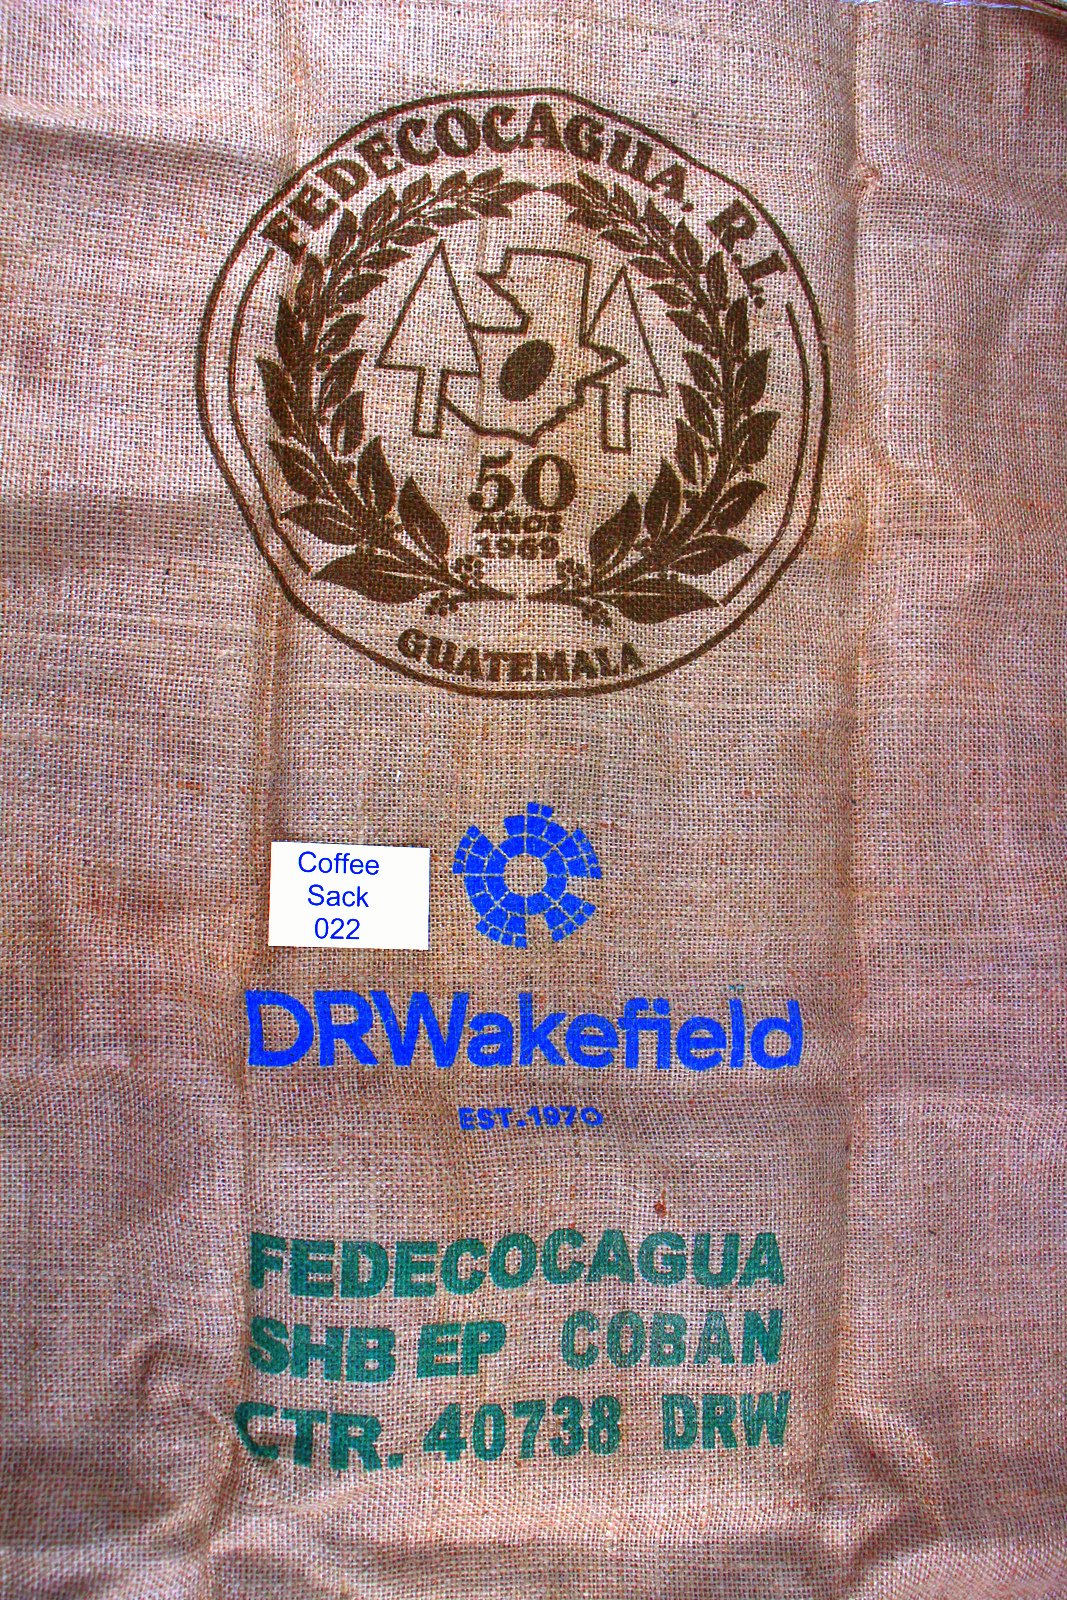 FEDECOCAGUA, R.L.
50
AÑOS
1969
GUATEMALA
Coffee
Sack
022
DRWakefield
EST.1970
FEDECOCAGUA
SHB EP COBAN
CTR. 40738 DRW